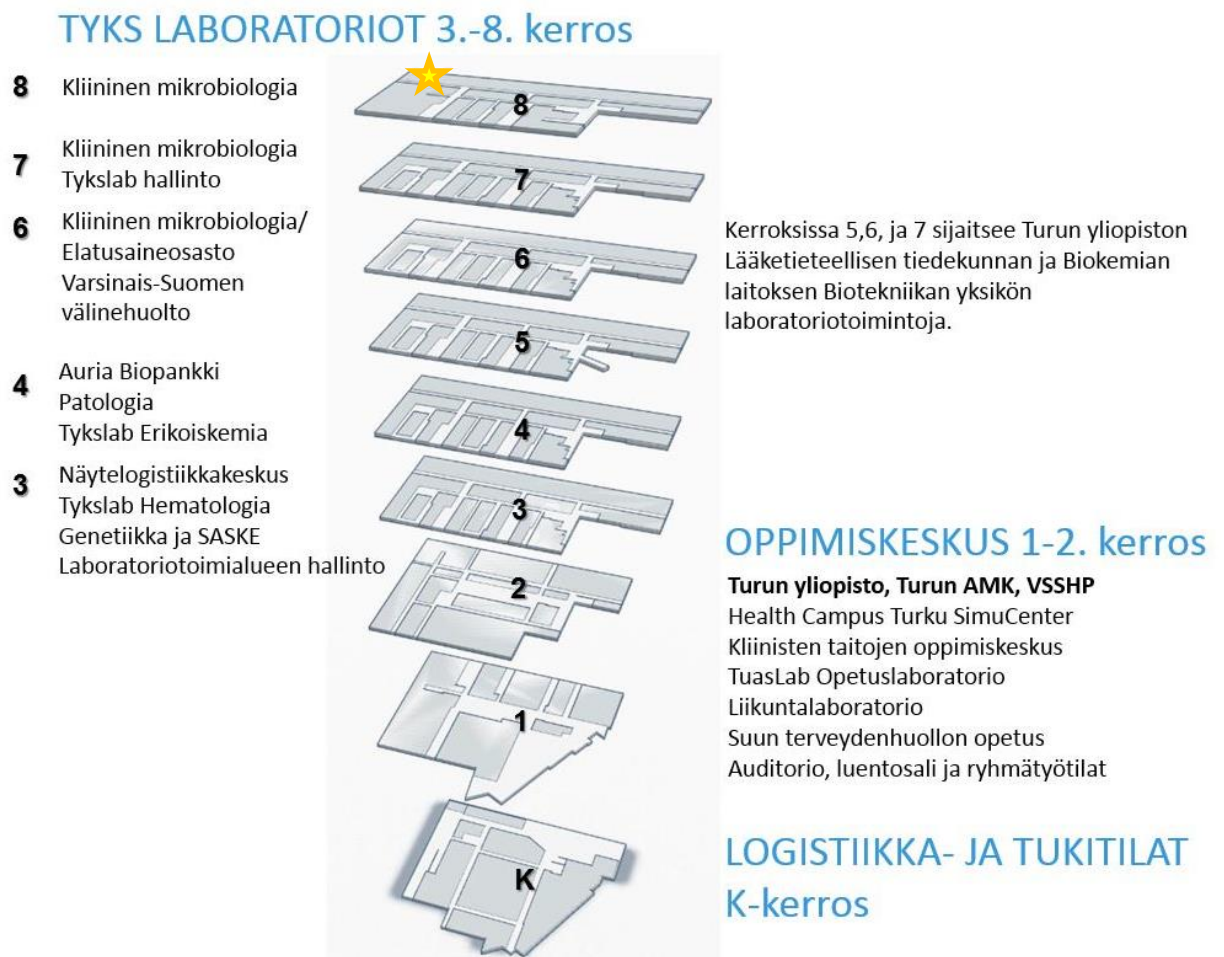 TYKS LABORATORIOT 3.-8. kerros
8 Kliininen mikrobiologia
7 Kliininen mikrobiologia
Tykslab hallinto
6 Kliininen mikrobiologia/
Elatusaineosasto
Varsinais-Suomen
välinehuolto
4 Auria Biopankki
Patologia
Tykslab Erikoiskemia
3 Näytelogistiikkakeskus
Tykslab Hematologia
Genetiikka ja SASKE
Laboratoriotoimialueen hallinto
8
7
6
5
4
3
2
1
K
Kerroksissa 5,6, ja 7 sijaitsee Turun yliopiston
Lääketieteellisen tiedekunnan ja Biokemian
laitoksen Biotekniikan yksikön
laboratoriotoimintoja.
OPPIMISKESKUS 1-2. kerros
Turun yliopisto, Turun AMK, VSSHP
Health Campus Turku SimuCenter
Kliinisten taitojen oppimiskeskus
TuasLab Opetuslaboratorio
Liikuntalaboratorio
Suun terveydenhuollon opetus
Auditorio, luentosali ja ryhmätyötilat
LOGISTIIKKA- JA TUKITILAT
K-kerros